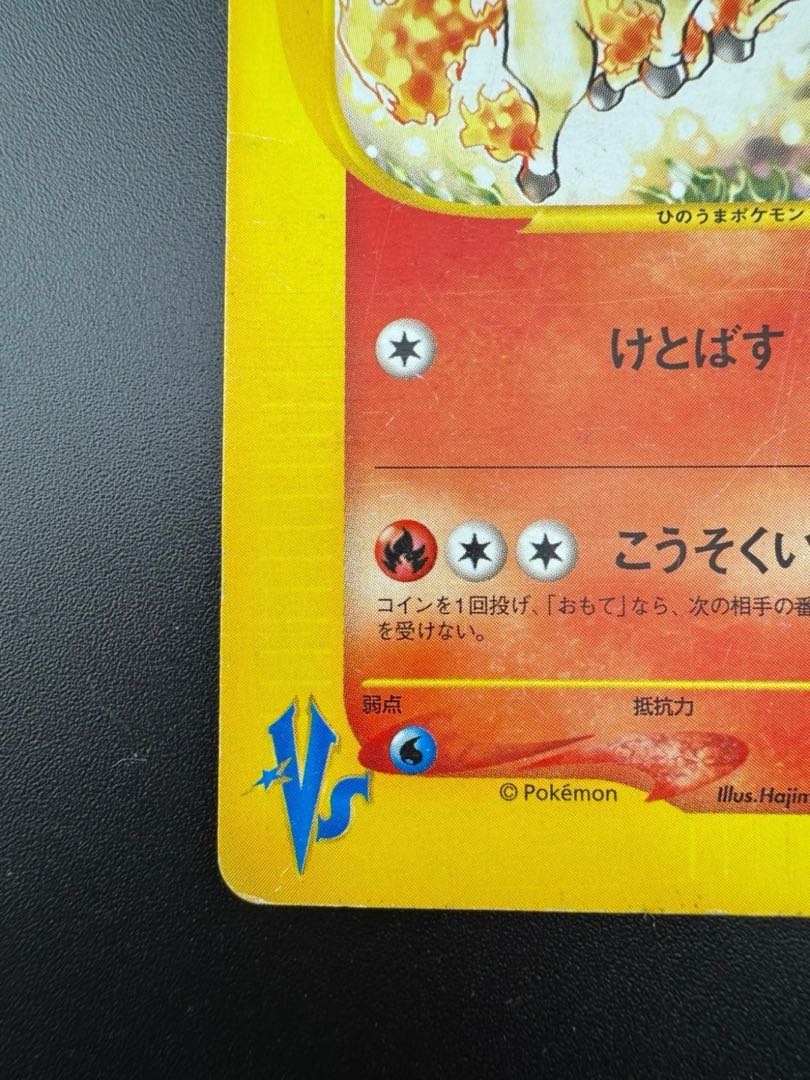 ひのうまポケモン
けとばす
こうそくい
コインを1回投げ、「おもて」なら、次の相手の番
を受けない。
弱点 抵抗力
VS
© Pokémon Illus.Hajim